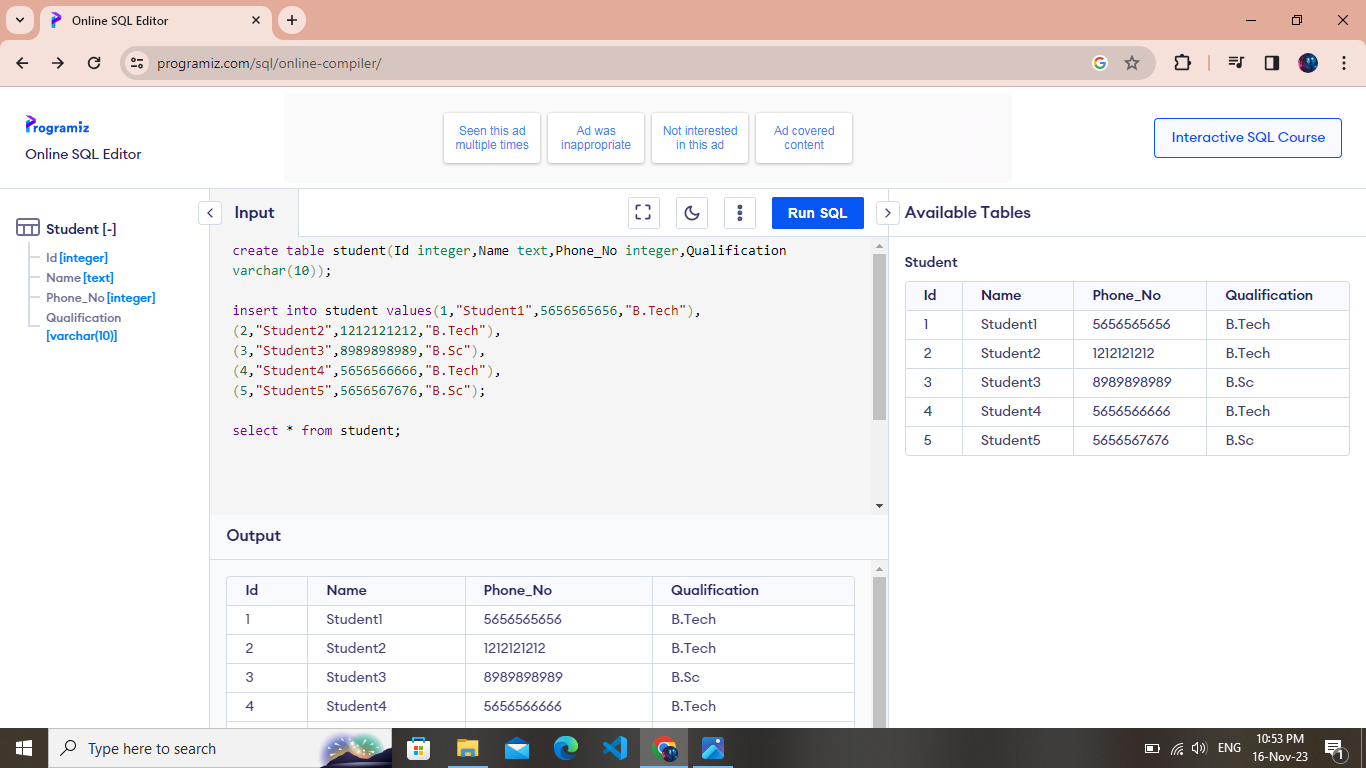 Online SQL Editor
programiz.com/sql/online-compiler/
Programiz
Online SQL Editor
Seen this ad
multiple times
Ad was
inappropriate
Not interested
in this ad
Ad covered
content
Interactive SQL Course
Student [-]
Id [integer]
Name [text]
Phone_No [integer]
Qualification
[varchar(10)]
Input
Run SQL
create table student(Id integer,Name text,Phone_No integer,Qualification
varchar(10));
insert into student values(1,"Student1",5656565656,"B.Tech"),
(2,"Student2",1212121212,"B.Tech"),
(3,"Student3",8989898989,"B.Sc"),
(4,"Student4",5656566666,"B.Tech"),
(5,"Student5",5656567676,"B.Sc");
select * from student;
Output
Id Name Phone_No Qualification
1 Student1 5656565656 B.Tech
2 Student2 1212121212 B.Tech
3 Student3 8989898989 B.Sc
4 Student4 5656566666 B.Tech
Available Tables
Student
Id Name Phone_No Qualification
1 Student1 5656565656 B.Tech
2 Student2 1212121212 B.Tech
3 Student3 8989898989 B.Sc
4 Student4 5656566666 B.Tech
5 Student5 5656567676 B.Sc
Type here to search
ENG
10:53 PM
16-Nov-23
1